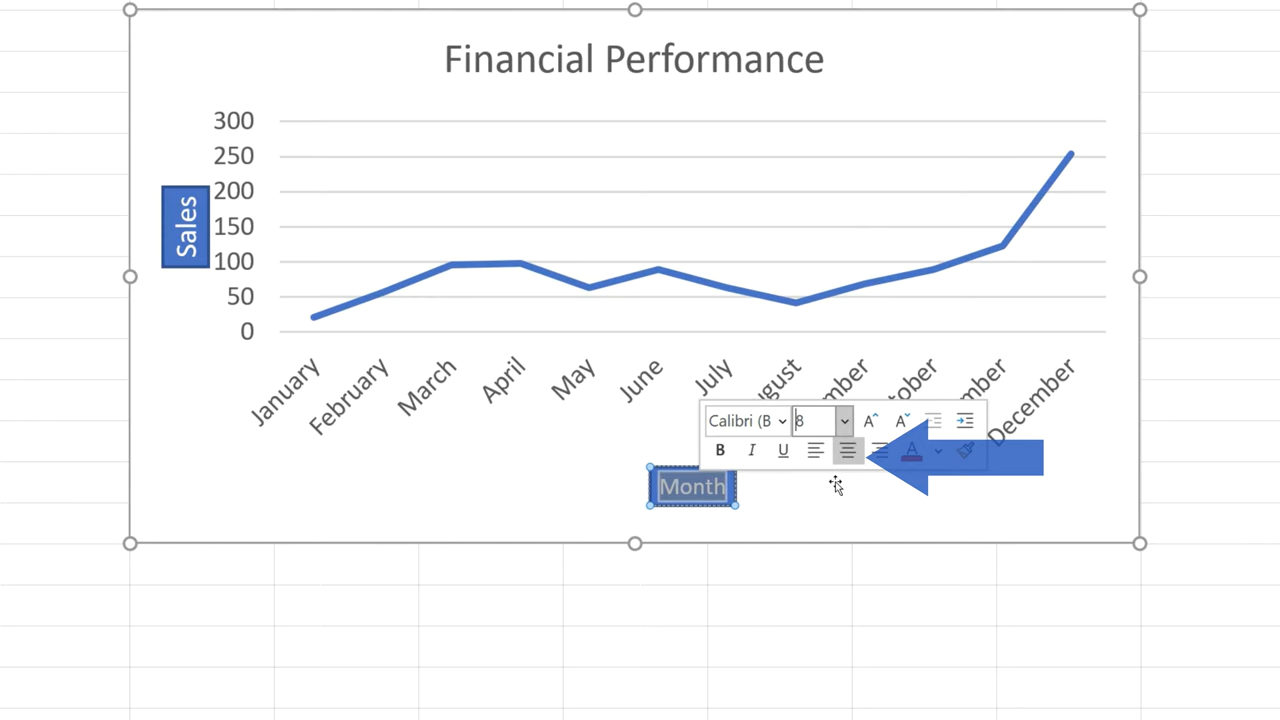 Financial Performance
300
250
200
150
100
50
0
Sales
January
February
March
April
May
June
July
December
Calibri (B
8
B I U A
Month